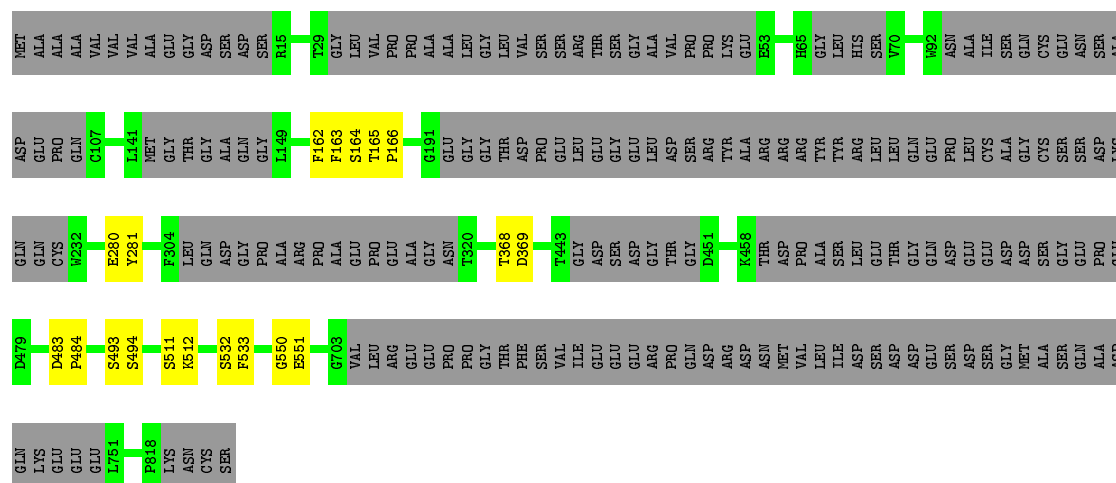 MET ALA ALA ALA VAL VAL VAL ALA GLU GLY ASP SER ASP SER R15 T29 GLY LEU VAL PRO PRO ALA ALA LEU GLY LEU VAL SER SER ARG THR SER GLY ALA VAL PRO PRO LYS GLU E53 H65 GLY LEU HIS SER V70 W92 ASN ALA ILE SER GLN CYS GLU ASN SER ALA
ASP GLU PRO GLN C107 L141 MET GLY THR GLY ALA GLN GLY L149 F162 F163 S164 T165 P166 G191 GLU GLY GLY THR ASP PRO GLU LEU GLU GLY GLU LEU ASP SER ARG TYR ALA ARG ARG ARG TYR TYR ARG LEU LEU GLN GLU PRO LEU CYS ALA GLY CYS SER SER ASP LYS
GLN GLN CYS W232 E280 Y281 F304 LEU GLN ASP GLY PRO ALA ARG PRO ALA GLU PRO GLU ALA GLY ASN T320 T368 D369 T443 GLY ASP SER ASP GLY THR GLY D451 K458 THR ASP PRO ALA SER LEU GLU THR GLY GLN ASP GLU GLU ASP ASP SER GLY GLU PRO GLU
D479 D483 P484 S493 S494 S511 K512 S532 F533 G550 E551 G703 VAL LEU ARG GLU GLU PRO PRO GLY THR PHE SER VAL ILE GLU GLU GLU ARG PRO GLN ASP ARG ASP ASN MET VAL LEU ILE ASP SER ASP ASP GLU SER ASP SER GLY MET ALA SER GLN ALA ASP
GLN LYS GLU GLU GLU L751 P818 LYS ASN CYS SER